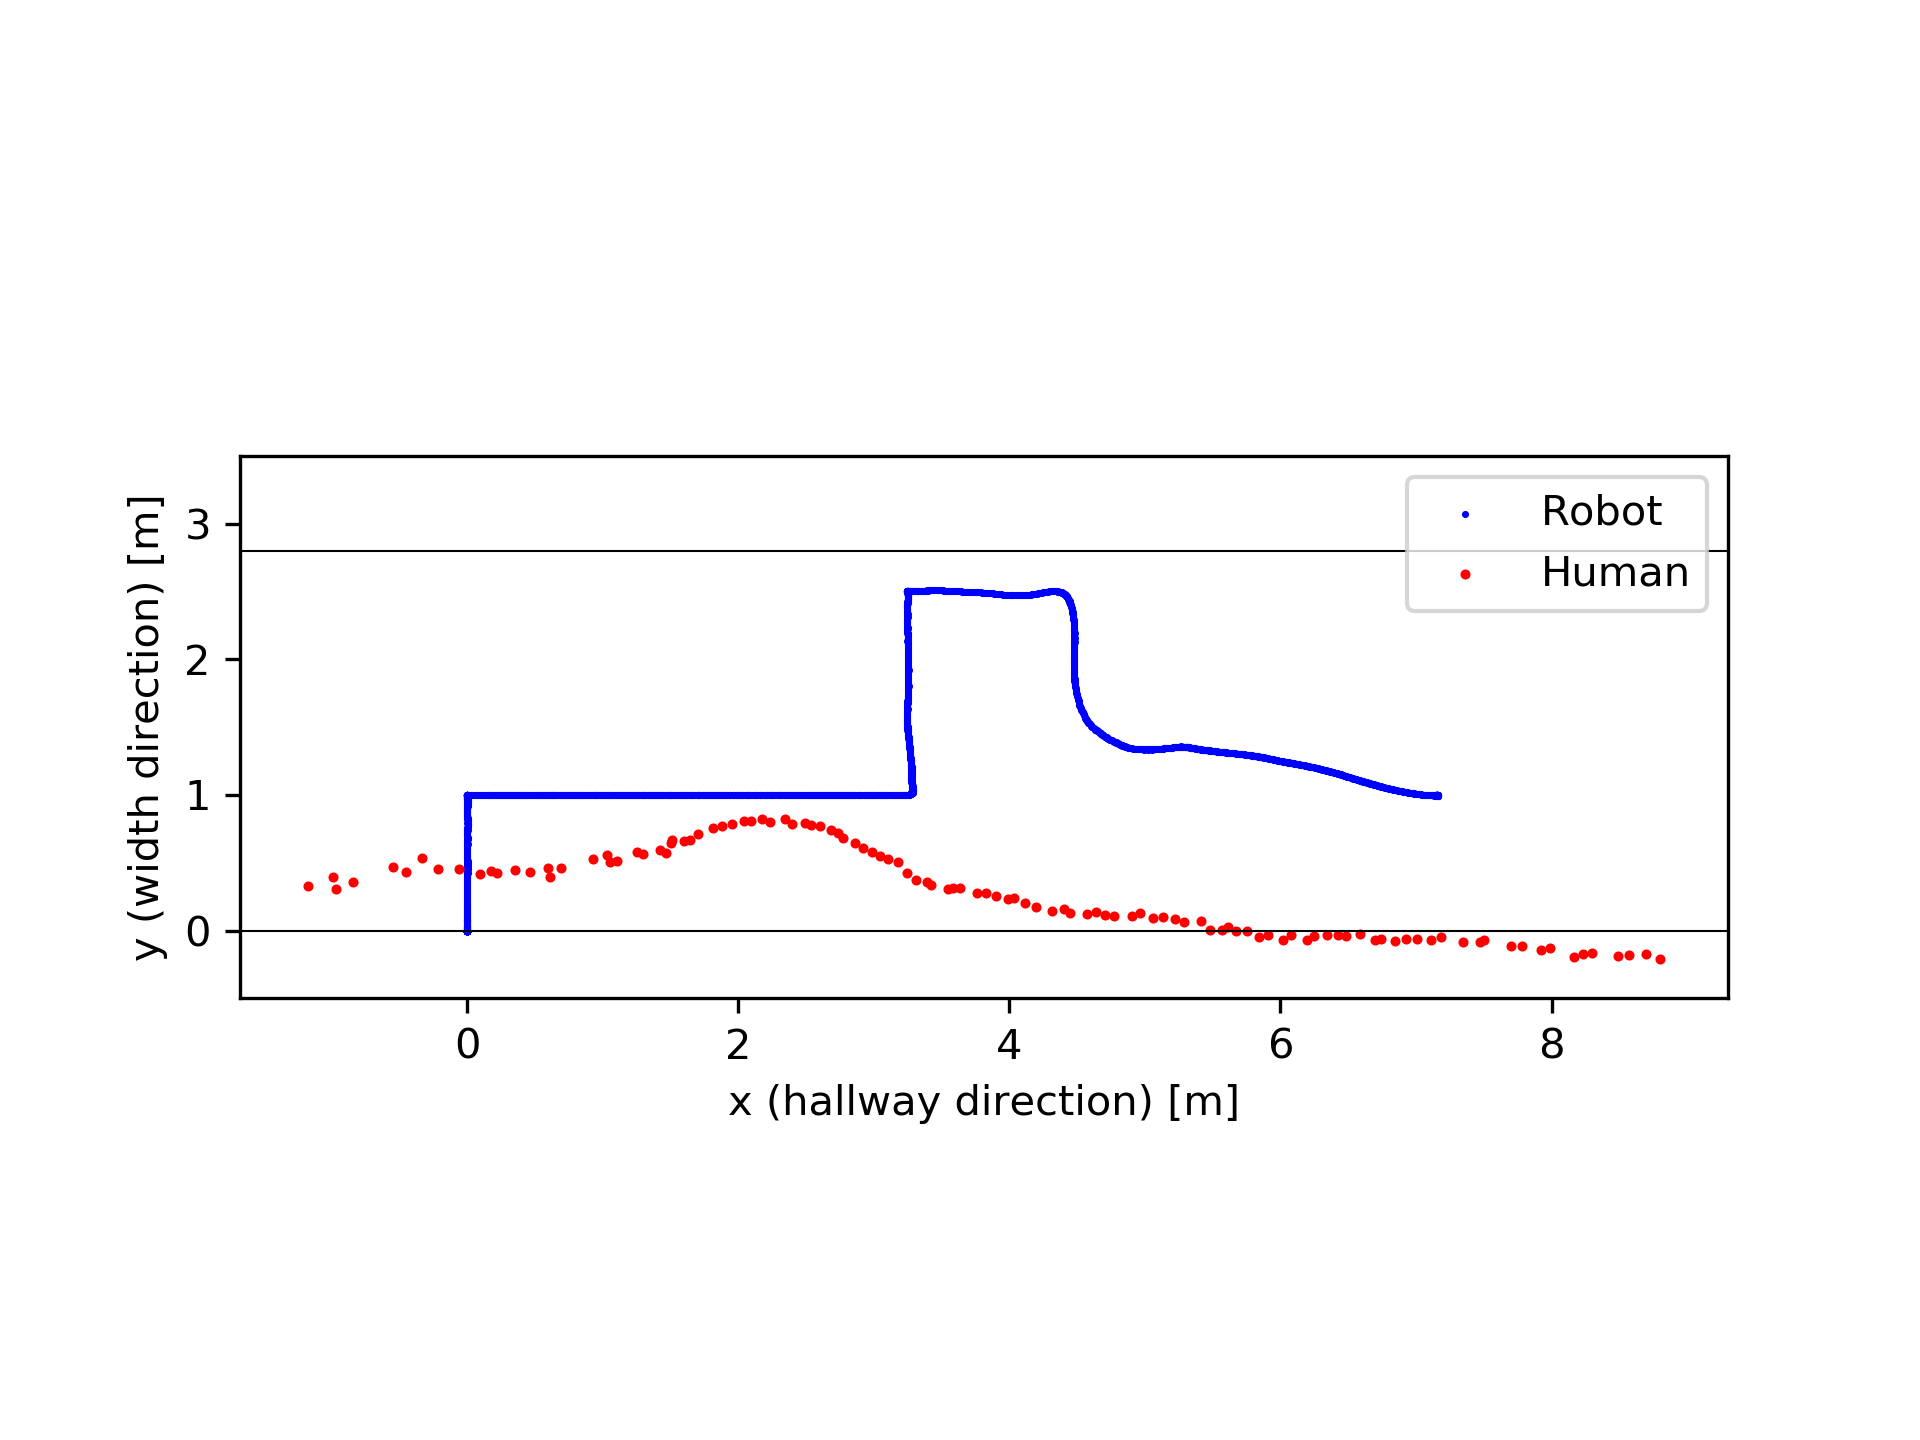 Robot
Human
y (width direction) [m]
3
2
1
0
0 2 4 6 8
x (hallway direction) [m]